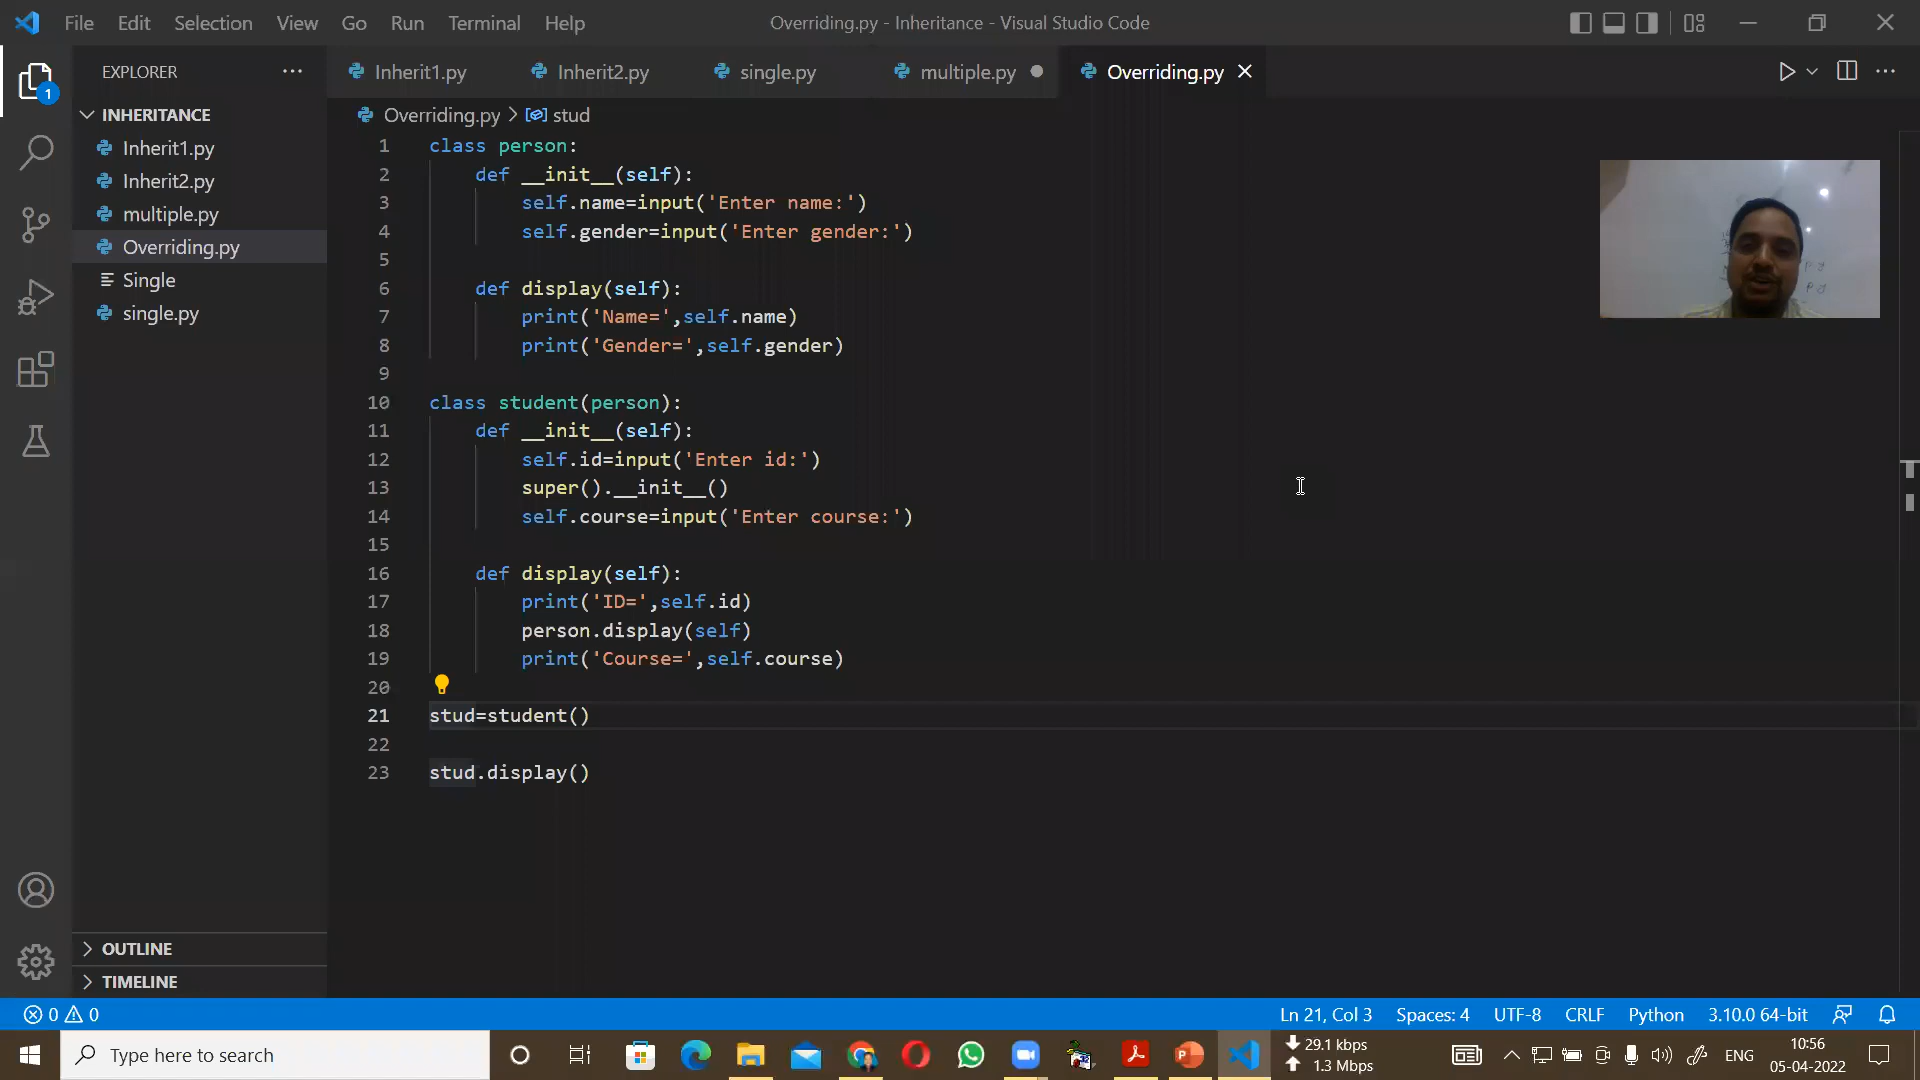 File Edit Selection View Go Run Terminal Help
Overriding.py - Inheritance - Visual Studio Code
EXPLORER
Inherit1.py Inherit2.py single.py multiple.py Overriding.py
1
INHERITANCE
Inherit1.py
Inherit2.py
multiple.py
Overriding.py
Single
single.py
Overriding.py > stud
1 class person:
2 def __init__(self):
3 self.name=input('Enter name:')
4 self.gender=input('Enter gender:')
5
6 def display(self):
7 print('Name=',self.name)
8 print('Gender=',self.gender)
9
10 class student(person):
11 def __init__(self):
12 self.id=input('Enter id:')
13 super().__init__()
14 self.course=input('Enter course:')
15
16 def display(self):
17 print('ID=',self.id)
18 person.display(self)
19 print('Course=',self.course)
20
21 stud=student()
22
23 stud.display()
OUTLINE
TIMELINE
0 0
Ln 21, Col 3 Spaces: 4 UTF-8 CRLF Python 3.10.0 64-bit
Type here to search
29.1 kbps
1.3 Mbps
ENG
10:56
05-04-2022